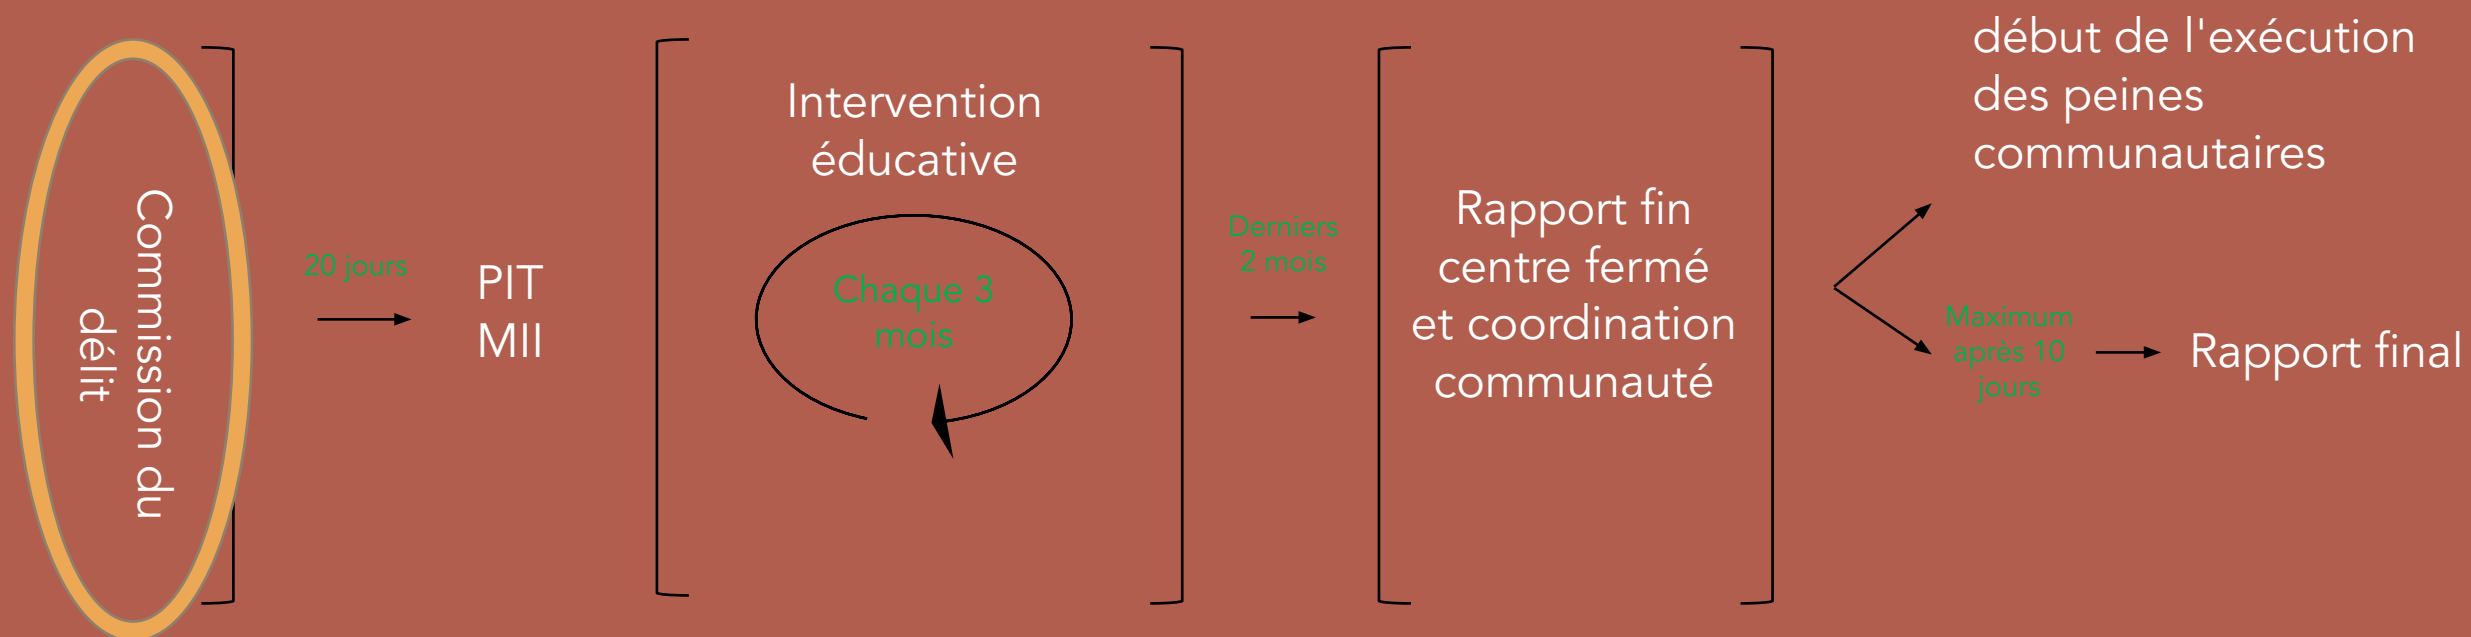 Commission du
délit
20 jours
PIT
MII
Intervention
éducative
Chaque 3
mois
Derniers
2 mois
Rapport fin
centre fermé
et coordination
communauté
début de l'exécution
des peines
communautaires
Maximum
après 10
jours
Rapport final